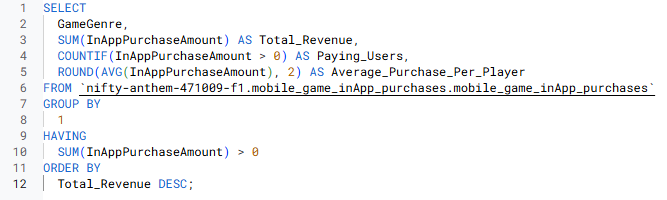 1 SELECT
2 GameGenre,
3 SUM(InAppPurchaseAmount) AS Total_Revenue,
4 COUNTIF(InAppPurchaseAmount > 0) AS Paying_Users,
5 ROUND(AVG(InAppPurchaseAmount), 2) AS Average_Purchase_Per_Player
6 FROM `nifty-anthem-471009-f1.mobile_game_inApp_purchases.mobile_game_inApp_purchases`
7 GROUP BY
8 1
9 HAVING
10 SUM(InAppPurchaseAmount) > 0
11 ORDER BY
12 Total_Revenue DESC;